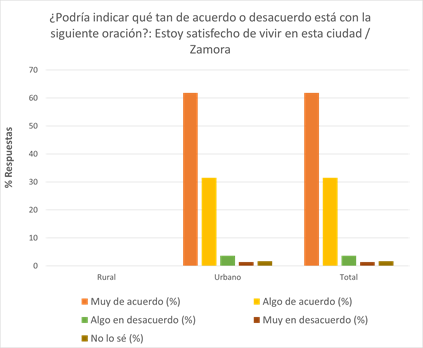 ¿Podría indicar qué tan de acuerdo o desacuerdo está con la
siguiente oración?: Estoy satisfecho de vivir en esta ciudad /
Zamora
% Respuestas
70
60
50
40
30
20
10
0
Rural
Urbano
Total
Muy de acuerdo (%)
Algo de acuerdo (%)
Algo en desacuerdo (%)
Muy en desacuerdo (%)
No lo sé (%)